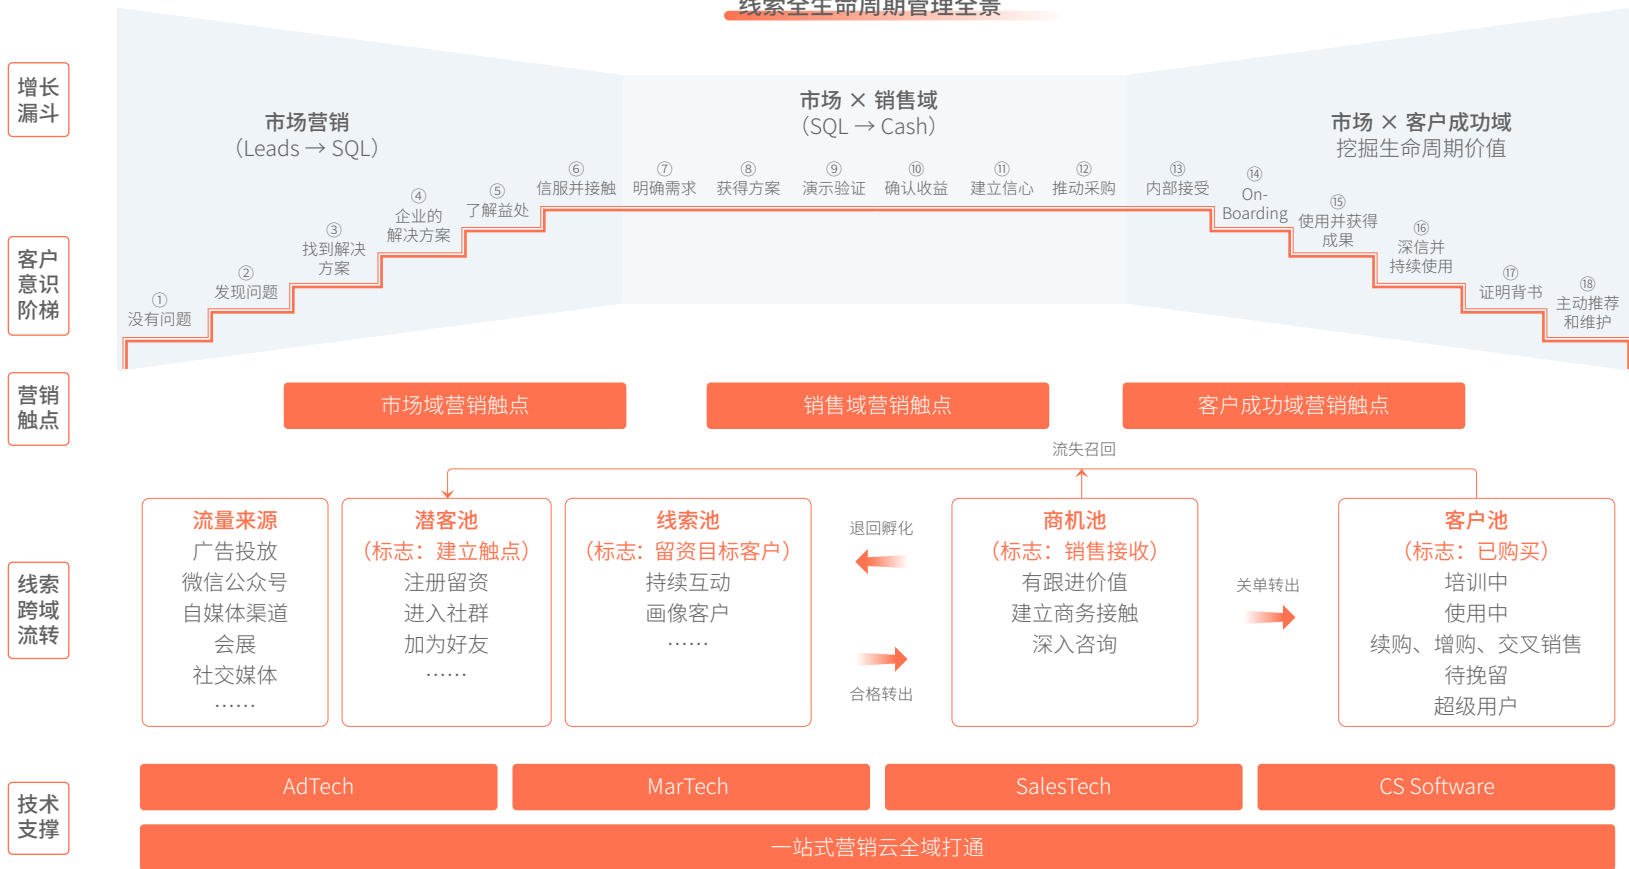 线索全生命周期管理全景
增长
漏斗
市场营销
（Leads → SQL）
市场 × 销售域
（SQL → Cash）
市场 × 客户成功域
挖掘生命周期价值
客户
意识
阶梯
①
没有问题
②
发现问题
③
找到解决
方案
④
企业的
解决方案
⑤
了解益处
⑥
信服并接触
⑦
明确需求
⑧
获得方案
⑨
演示验证
⑩
确认收益
⑪
建立信心
⑫
推动采购
⑬
内部接受
⑭
On-
Boarding
⑮
使用并获得
成果
⑯
深信并
持续使用
⑰
证明背书
⑱
主动推荐
和维护
营销
触点
市场域营销触点
销售域营销触点
客户成功域营销触点
流失召回
线索
跨域
流转
流量来源
广告投放
微信公众号
自媒体渠道
会展
社交媒体
……
潜客池
（标志：建立触点）
注册留资
进入社群
加为好友
……
线索池
（标志：留资目标客户）
持续互动
画像客户
……
退回孵化
合格转出
商机池
（标志：销售接收）
有跟进价值
建立商务接触
深入咨询
关单转出
客户池
（标志：已购买）
培训中
使用中
续购、增购、交叉销售
待挽留
超级用户
技术
支撑
AdTech
MarTech
SalesTech
CS Software
一站式营销云全域打通